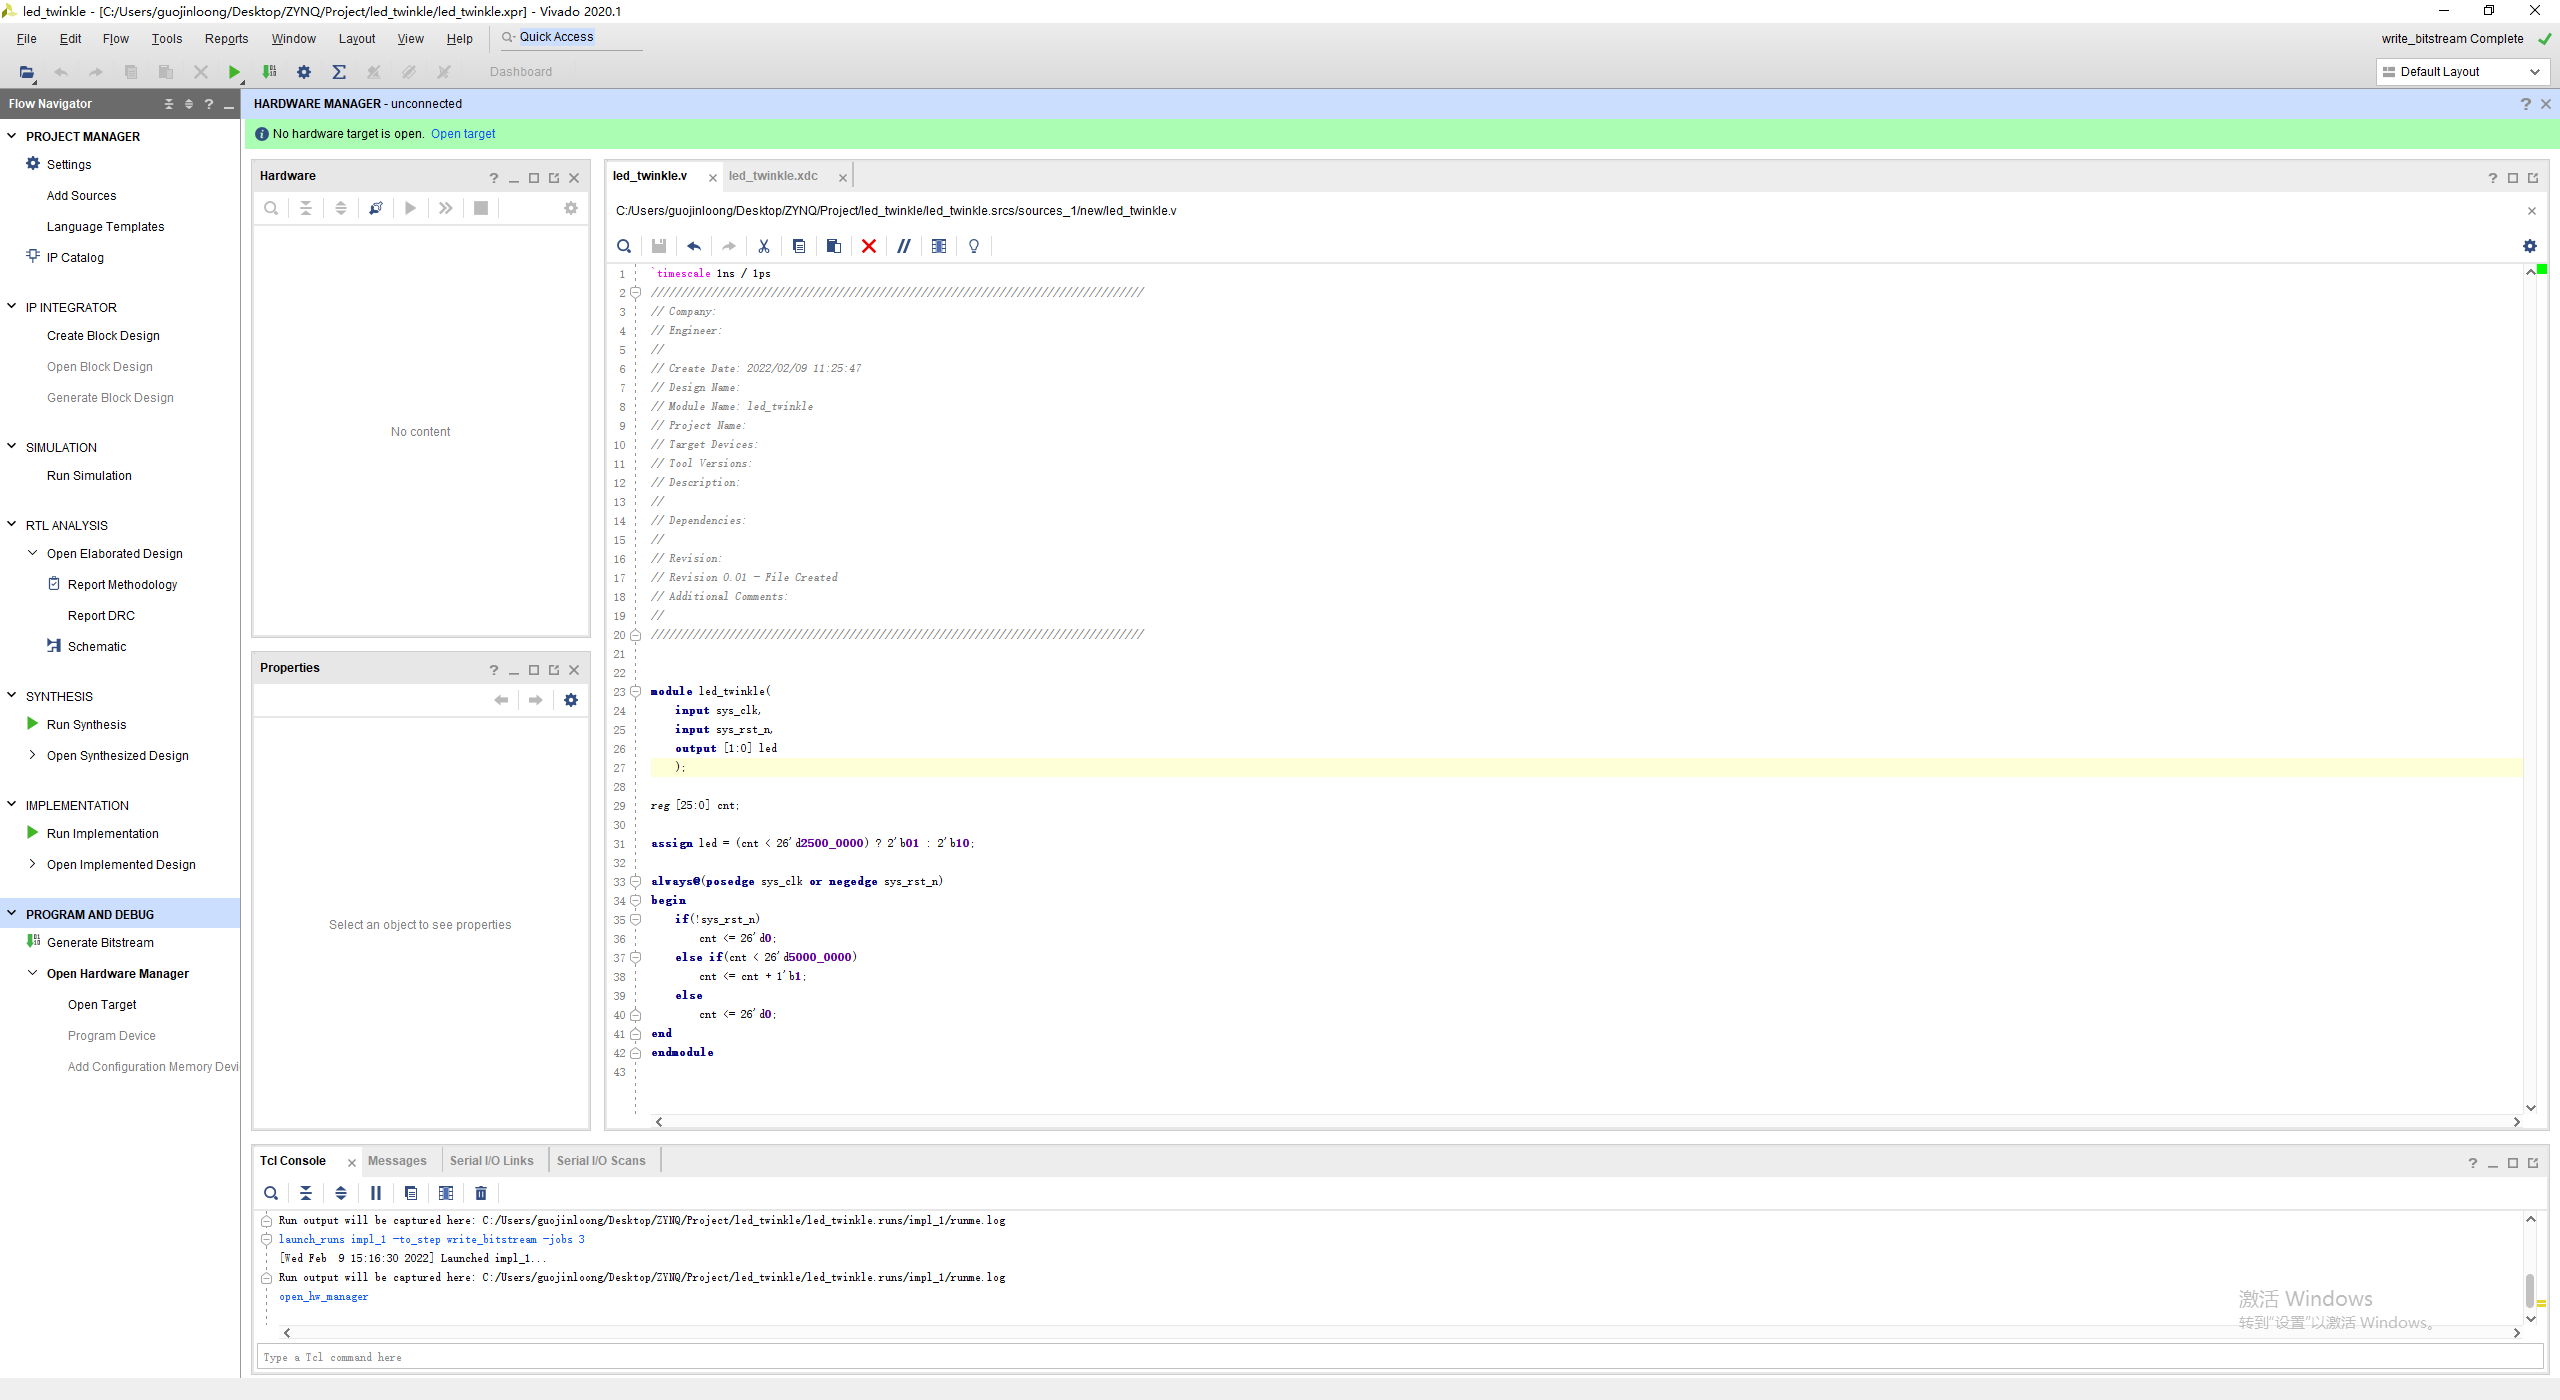 led_twinkle - [C:/Users/guojinloong/Desktop/ZYNQ/Project/led_twinkle/led_twinkle.xpr] - Vivado 2020.1
File Edit Flow Tools Reports Window Layout View Help Quick Access
write_bitstream Complete
Dashboard
Default Layout
Flow Navigator
PROJECT MANAGER
Settings
Add Sources
Language Templates
IP Catalog
IP INTEGRATOR
Create Block Design
Open Block Design
Generate Block Design
SIMULATION
Run Simulation
RTL ANALYSIS
Open Elaborated Design
Report Methodology
Report DRC
Schematic
SYNTHESIS
Run Synthesis
Open Synthesized Design
IMPLEMENTATION
Run Implementation
Open Implemented Design
PROGRAM AND DEBUG
Generate Bitstream
Open Hardware Manager
Open Target
Program Device
Add Configuration Memory Devi
HARDWARE MANAGER - unconnected
No hardware target is open. Open target
Hardware
No content
Properties
Select an object to see properties
led_twinkle.v led_twinkle.xdc
C:/Users/guojinloong/Desktop/ZYNQ/Project/led_twinkle/led_twinkle.srcs/sources_1/new/led_twinkle.v
1 `timescale 1ns / 1ps
2 //////////////////////////////////////////////////////////////////////////////////
3 // Company:
4 // Engineer:
5 //
6 // Create Date: 2022/02/09 11:25:47
7 // Design Name:
8 // Module Name: led_twinkle
9 // Project Name:
10 // Target Devices:
11 // Tool Versions:
12 // Description:
13 //
14 // Dependencies:
15 //
16 // Revision:
17 // Revision 0.01 - File Created
18 // Additional Comments:
19 //
20 //////////////////////////////////////////////////////////////////////////////////
21
22
23 module led_twinkle(
24 input sys_clk,
25 input sys_rst_n,
26 output [1:0] led
27 );
28
29 reg [25:0] cnt;
30
31 assign led = (cnt < 26'd2500_0000) ? 2'b01 : 2'b10;
32
33 always@(posedge sys_clk or negedge sys_rst_n)
34 begin
35 if(!sys_rst_n)
36 cnt <= 26'd0;
37 else if(cnt < 26'd5000_0000)
38 cnt <= cnt + 1'b1;
39 else
40 cnt <= 26'd0;
41 end
42 endmodule
43
Tcl Console Messages Serial I/O Links Serial I/O Scans
Run output will be captured here: C:/Users/guojinloong/Desktop/ZYNQ/Project/led_twinkle/led_twinkle.runs/impl_1/runme.log
launch_runs impl_1 -to_step write_bitstream -jobs 3
[Wed Feb  9 15:16:30 2022] Launched impl_1...
Run output will be captured here: C:/Users/guojinloong/Desktop/ZYNQ/Project/led_twinkle/led_twinkle.runs/impl_1/runme.log
open_hw_manager
Type a Tcl command here
激活 Windows
转到"设置"以激活 Windows。